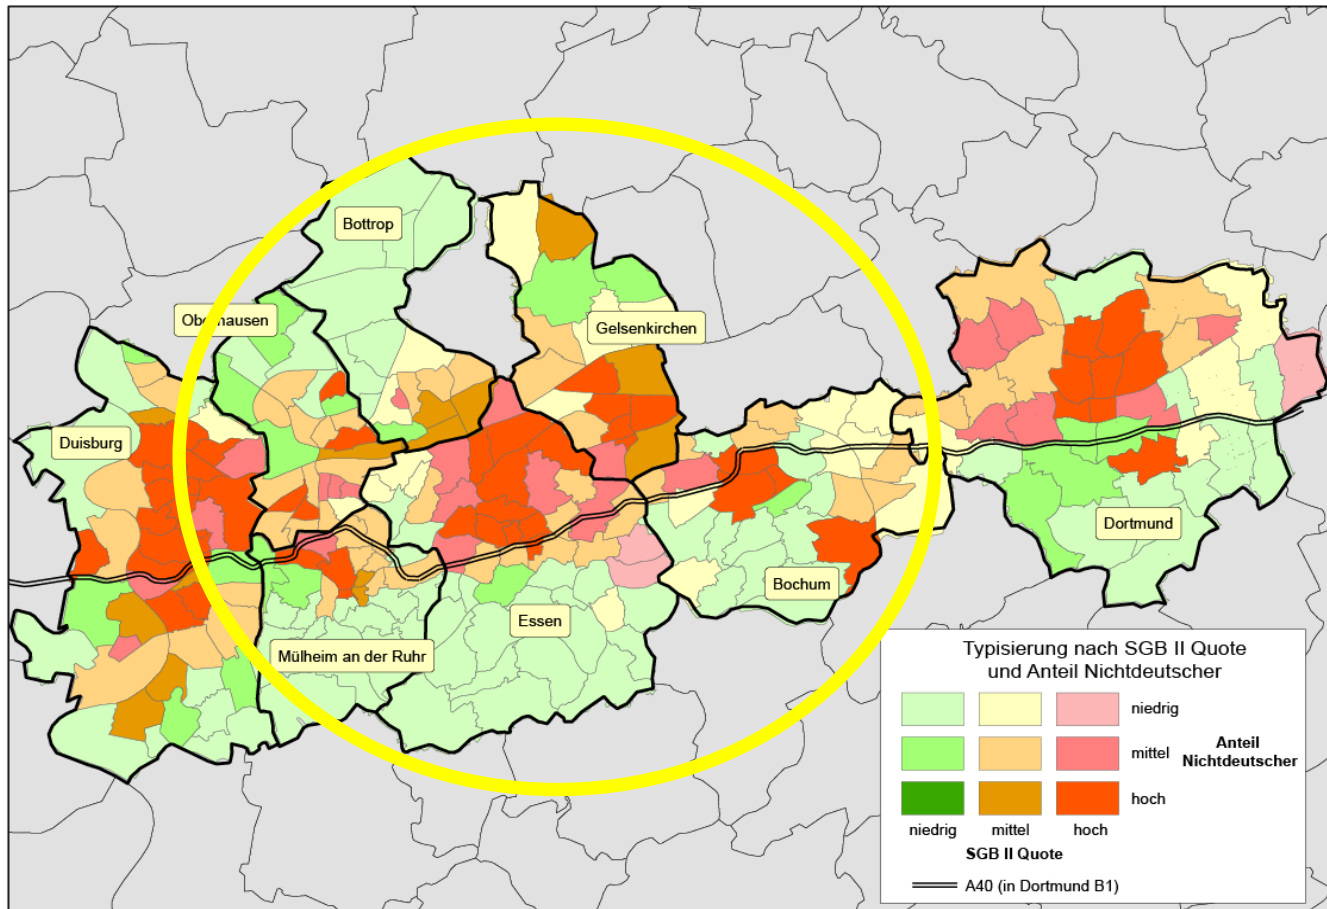 Bottrop
Oberhausen
Gelsenkirchen
Duisburg
Dortmund
Bochum
Essen
Mülheim an der Ruhr
Typisierung nach SGB II Quote
und Anteil Nichtdeutscher
niedrig
mittel
Anteil
Nichtdeutscher
hoch
niedrig
mittel
hoch
SGB II Quote
A40 (in Dortmund B1)